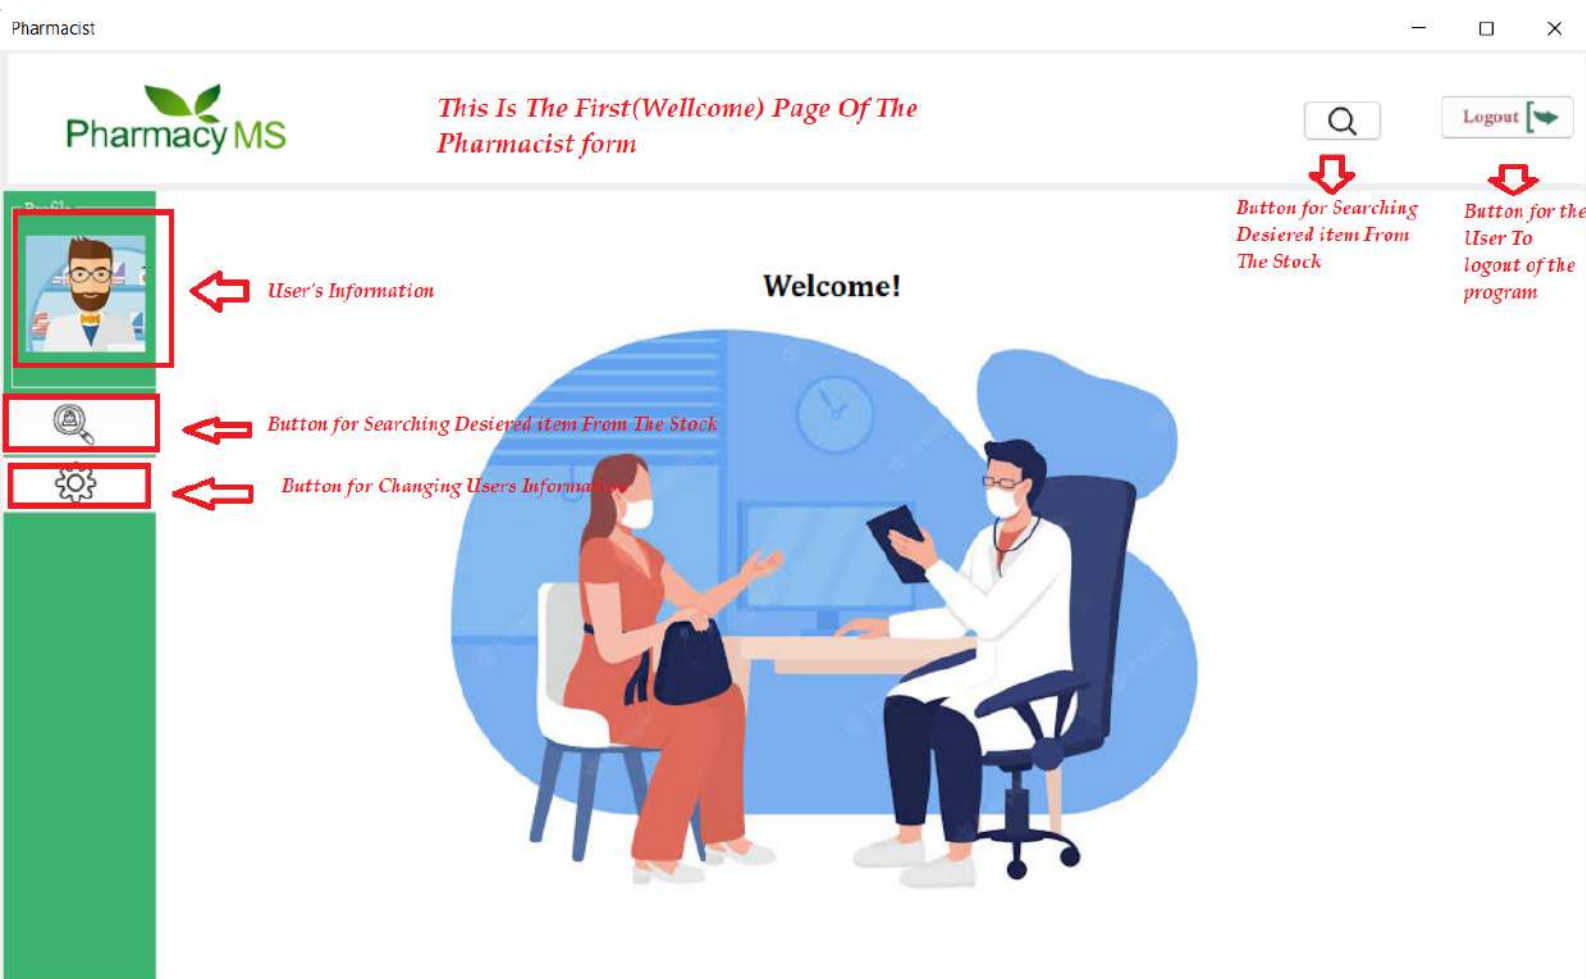 Pharmacist
PharmacyMS
This Is The First(Wellcome) Page Of The
Pharmacist form
Logout
Button for Searching
Desiered item From
The Stock
Button for the
User To
logout of the
program
Profile
User's Information
Welcome!
Button for Searching Desiered item From The Stock
Button for Changing Users Information